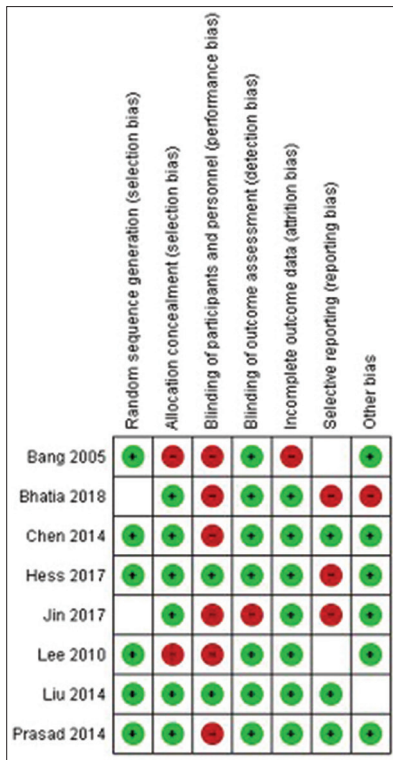 Random sequence generation (selection bias)
Allocation concealment (selection bias)
Blinding of participants and personnel (performance bias)
Blinding of outcome assessment (detection bias)
Incomplete outcome data (attrition bias)
Selective reporting (reporting bias)
Other bias
Bang 2005 + - - + - +
Bhatia 2018 + - + + - -
Chen 2014 + + - + + + +
Hess 2017 + + + + + - +
Jin 2017 + - - + - +
Lee 2010 + - - + + +
Liu 2014 + + + + + +
Prasad 2014 + + - + + + +